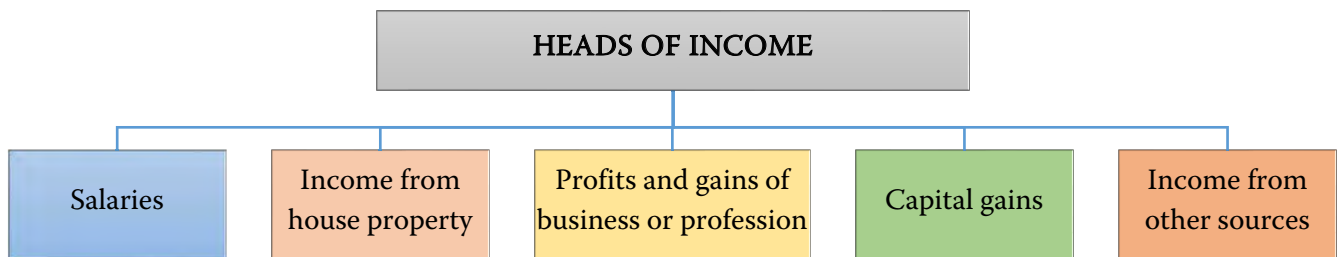 HEADS OF INCOME
Salaries
Income from
house property
Profits and gains of
business or profession
Capital gains
Income from
other sources